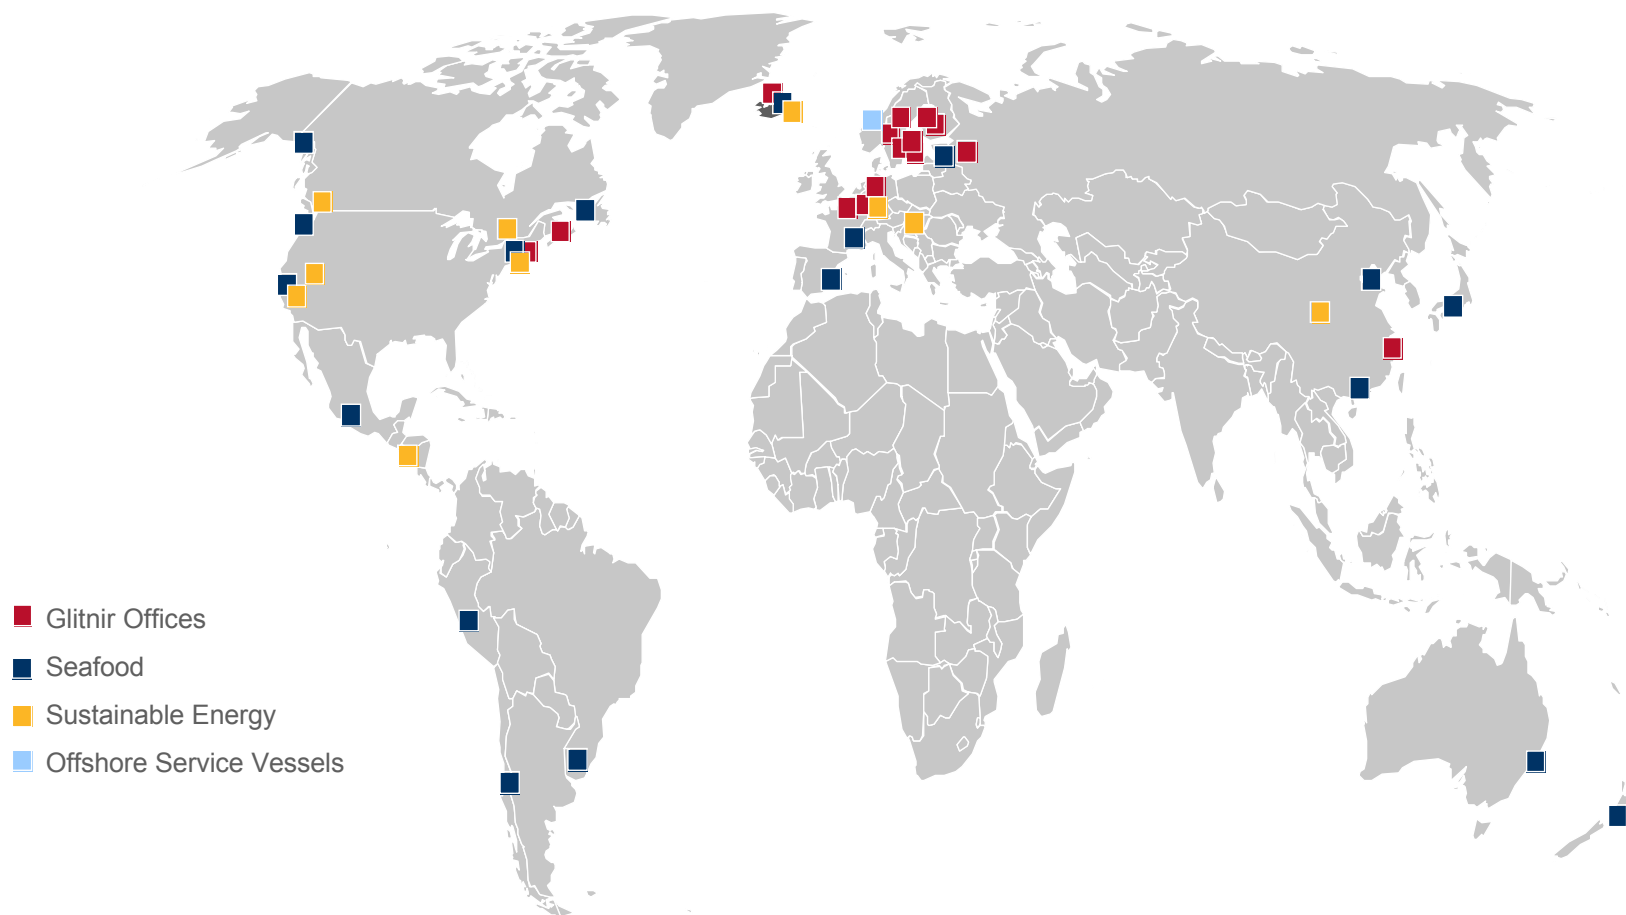 Glitnir Offices
Seafood
Sustainable Energy
Offshore Service Vessels